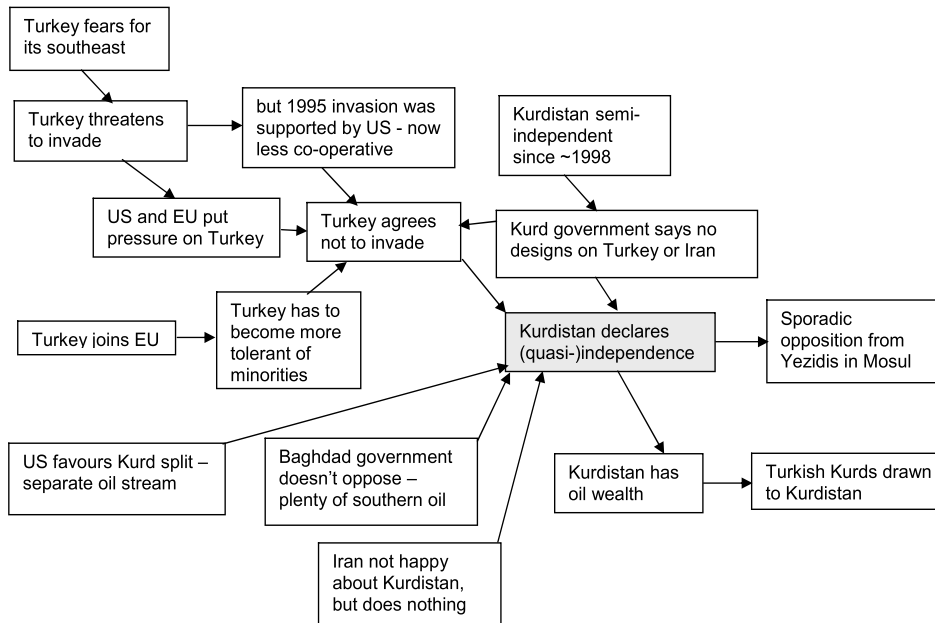 Turkey fears for
its southeast
Turkey threatens
to invade
but 1995 invasion was
supported by US - now
less co-operative
Kurdistan semi-
independent
since ~1998
US and EU put
pressure on Turkey
Turkey agrees
not to invade
Kurd government says no
designs on Turkey or Iran
Turkey joins EU
Turkey has to
become more
tolerant of
minorities
Kurdistan declares
(quasi-)independence
Sporadic
opposition from
Yezidis in Mosul
US favours Kurd split –
separate oil stream
Baghdad government
doesn’t oppose –
plenty of southern oil
Kurdistan has
oil wealth
Turkish Kurds drawn
to Kurdistan
Iran not happy
about Kurdistan,
but does nothing